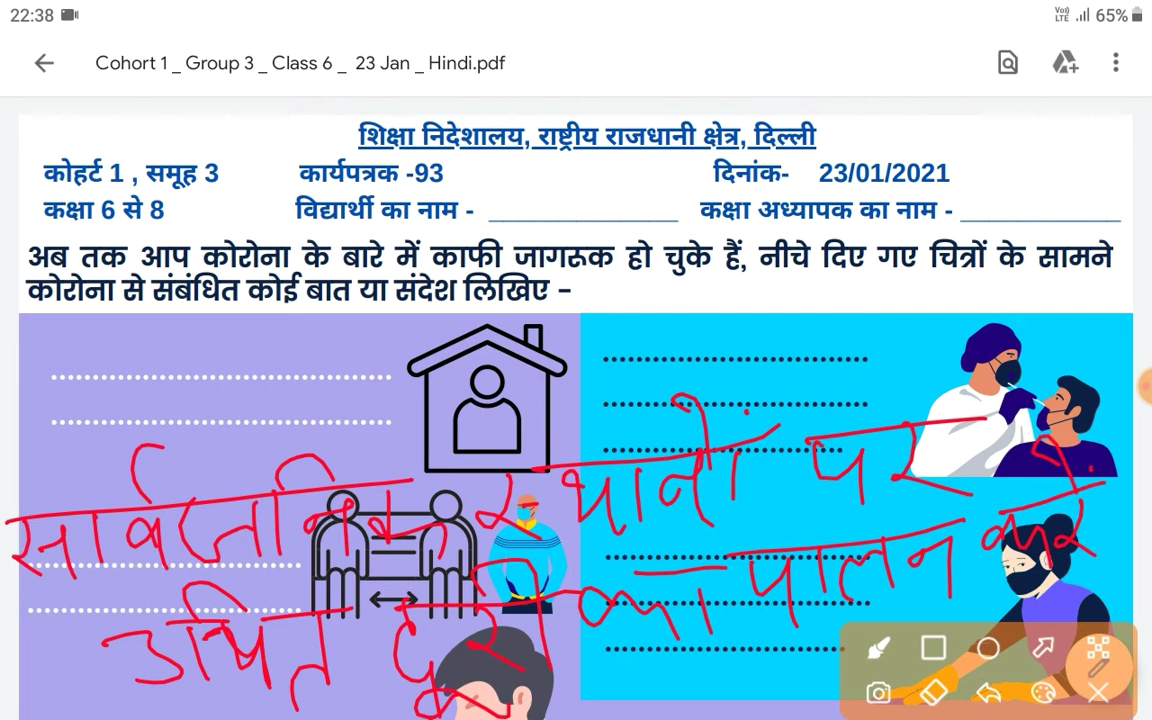 22:38 Vo)) LTE 65%
Cohort 1 _ Group 3 _ Class 6 _ 23 Jan _ Hindi.pdf
शिक्षा निदेशालय, राष्ट्रीय राजधानी क्षेत्र, दिल्ली
कोहर्ट 1 , समूह 3 कार्यपत्रक -93 दिनांक- 23/01/2021
कक्षा 6 से 8 विद्यार्थी का नाम - कक्षा अध्यापक का नाम -
अब तक आप कोरोना के बारे में काफी जागरूक हो चुके हैं, नीचे दिए गए चित्रों के सामने
कोरोना से संबंधित कोई बात या संदेश लिखिए –
सार्वजनिक स्थानों पर
उचित दूरी का पालन करें